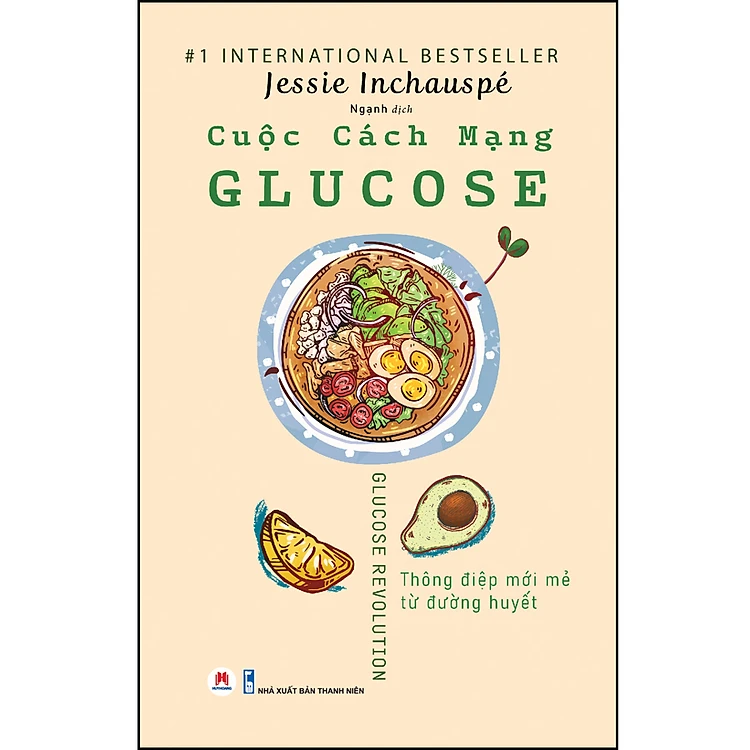 #1 INTERNATIONAL BESTSELLER
Jessie Inchauspé
Ngạnh dịch
Cuộc Cách Mạng
GLUCOSE
GLUCOSE REVOLUTION
Thông điệp mới mẻ
từ đường huyết
HUYHOANG
NHÀ XUẤT BẢN THANH NIÊN